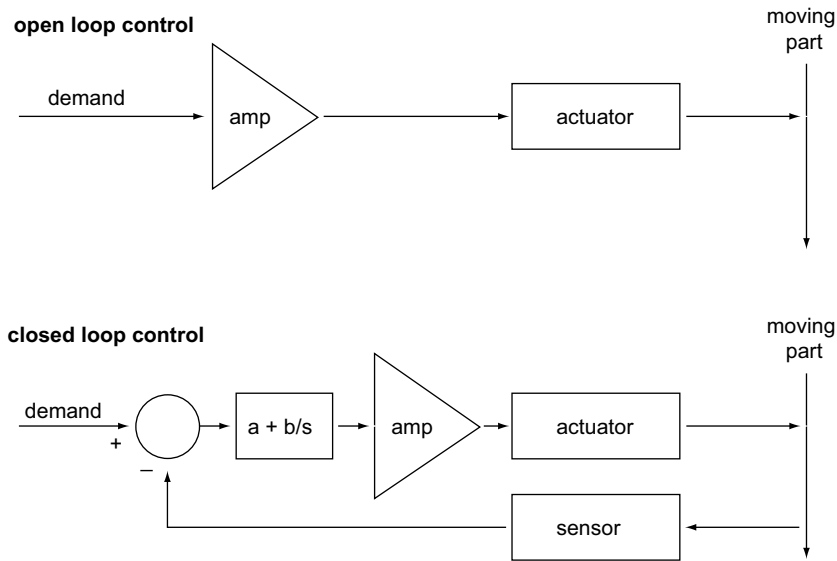 open loop control
moving
part
demand
amp
actuator
closed loop control
moving
part
demand
+
–
a + b/s
amp
actuator
sensor